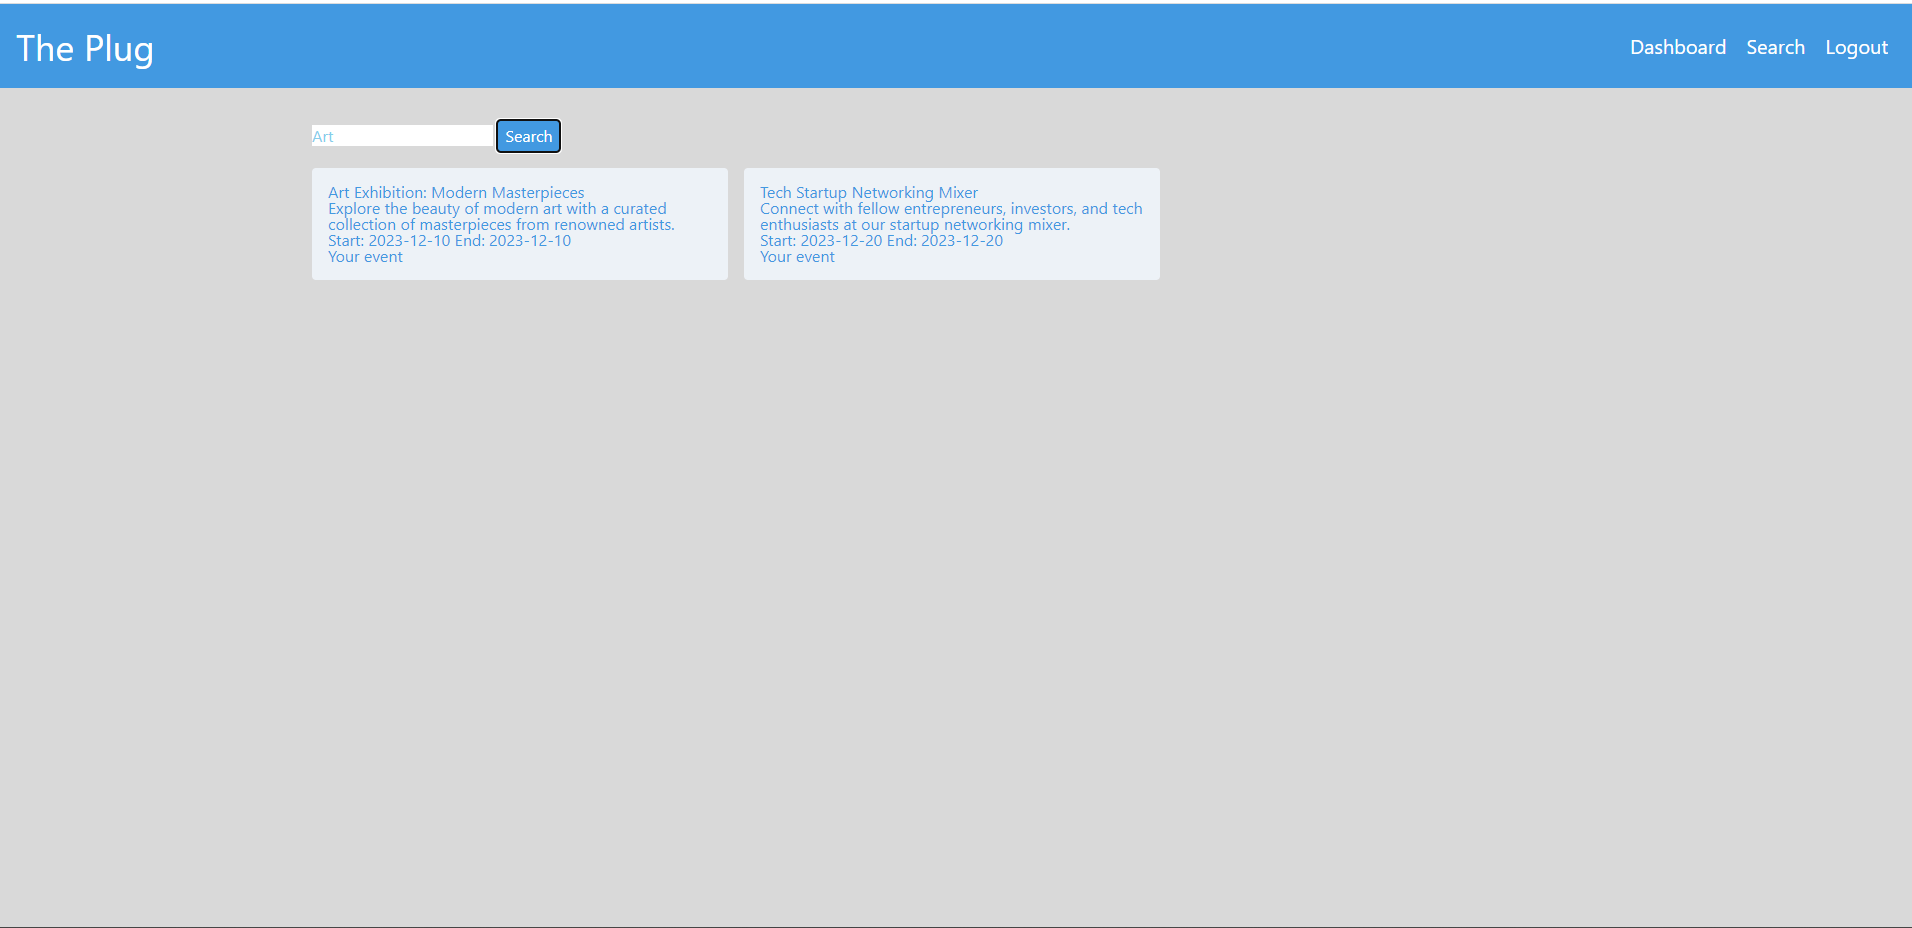 The Plug
Dashboard Search Logout
Art Search
Art Exhibition: Modern Masterpieces
Explore the beauty of modern art with a curated
collection of masterpieces from renowned artists.
Start: 2023-12-10 End: 2023-12-10
Your event
Tech Startup Networking Mixer
Connect with fellow entrepreneurs, investors, and tech
enthusiasts at our startup networking mixer.
Start: 2023-12-20 End: 2023-12-20
Your event